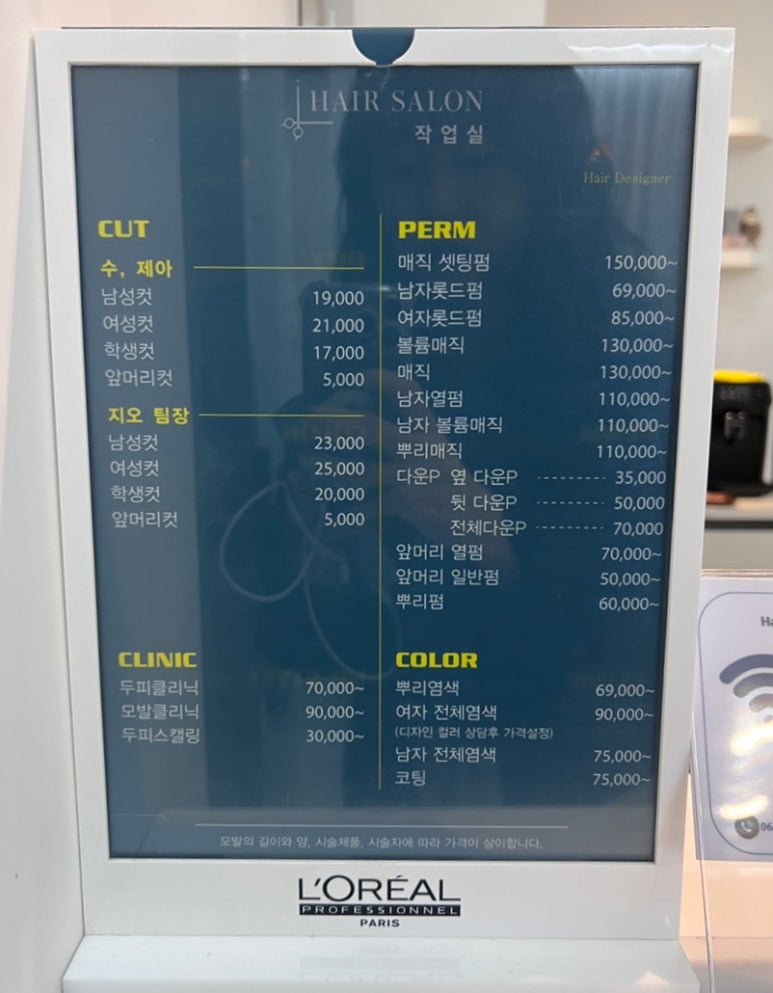 HAIR SALON
작업실
Hair Designer
CUT
수, 제아
남성컷 19,000
여성컷 21,000
학생컷 17,000
앞머리컷 5,000
지오 팀장
남성컷 23,000
여성컷 25,000
학생컷 20,000
앞머리컷 5,000
CLINIC
두피클리닉 70,000~
모발클리닉 90,000~
두피스캘링 30,000~
PERM
매직 셋팅펌 150,000~
남자롯드펌 69,000~
여자롯드펌 85,000~
볼륨매직 130,000~
매직 130,000~
남자열펌 110,000~
남자 볼륨매직 110,000~
뿌리매직 110,000~
다운P 옆 다운P ---------- 35,000
뒷 다운P ---------- 50,000
전체다운P ---------- 70,000
앞머리 열펌 70,000~
앞머리 일반펌 50,000~
뿌리펌 60,000~
COLOR
뿌리염색 69,000~
여자 전체염색 90,000~
(디자인 컬러 상담후 가격설정)
남자 전체염색 75,000~
코팅 75,000~
모발의 길이와 양, 시술제품, 시술자에 따라 가격이 상이합니다.
L'ORÉAL
PROFESSIONNEL
PARIS
Ha
06